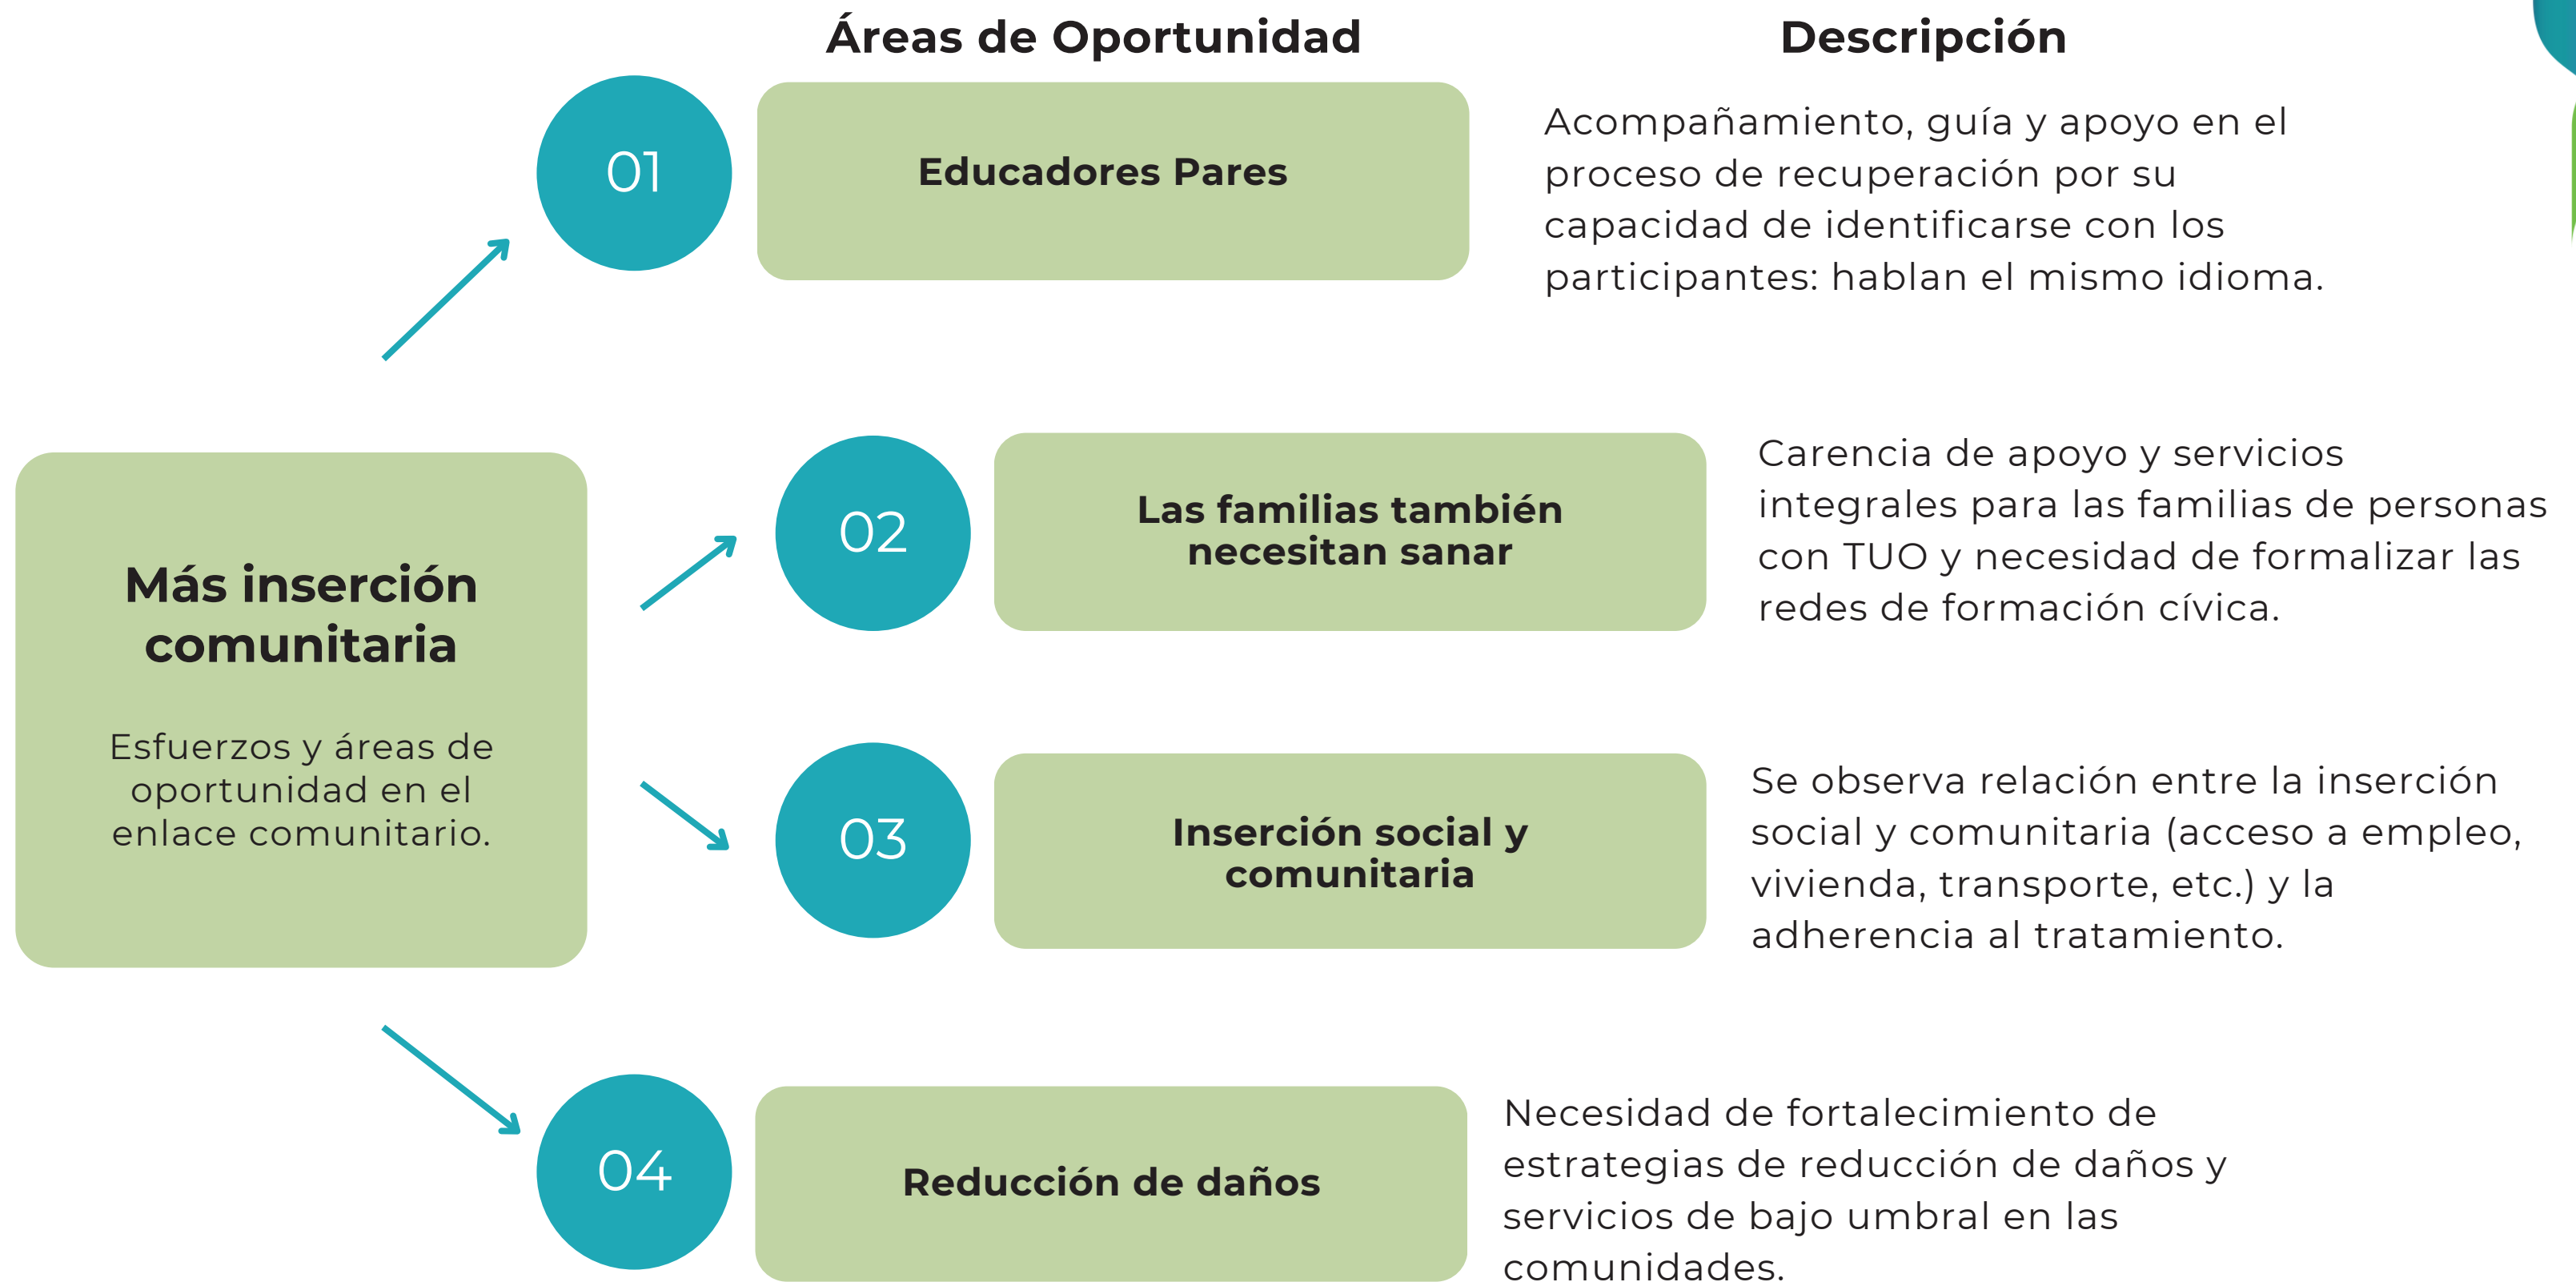 Áreas de Oportunidad
Descripción
01
Educadores Pares
Acompañamiento, guía y apoyo en el
proceso de recuperación por su
capacidad de identificarse con los
participantes: hablan el mismo idioma.
Más inserción
comunitaria
Esfuerzos y áreas de
oportunidad en el
enlace comunitario.
02
Las familias también
necesitan sanar
Carencia de apoyo y servicios
integrales para las familias de personas
con TUO y necesidad de formalizar las
redes de formación cívica.
03
Inserción social y
comunitaria
Se observa relación entre la inserción
social y comunitaria (acceso a empleo,
vivienda, transporte, etc.) y la
adherencia al tratamiento.
04
Reducción de daños
Necesidad de fortalecimiento de
estrategias de reducción de daños y
servicios de bajo umbral en las
comunidades.